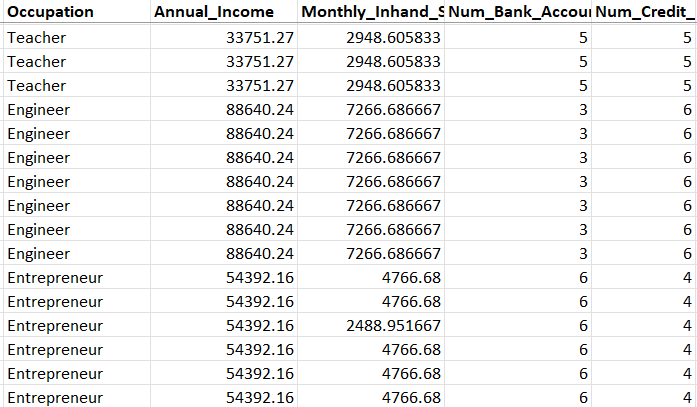 Occupation Annual_Income Monthly_Inhand_S Num_Bank_Accou Num_Credit_
Teacher 33751.27 2948.605833 5 5
Teacher 33751.27 2948.605833 5 5
Teacher 33751.27 2948.605833 5 5
Engineer 88640.24 7266.686667 3 6
Engineer 88640.24 7266.686667 3 6
Engineer 88640.24 7266.686667 3 6
Engineer 88640.24 7266.686667 3 6
Engineer 88640.24 7266.686667 3 6
Engineer 88640.24 7266.686667 3 6
Engineer 88640.24 7266.686667 3 6
Entrepreneur 54392.16 4766.68 6 4
Entrepreneur 54392.16 4766.68 6 4
Entrepreneur 54392.16 2488.951667 6 4
Entrepreneur 54392.16 4766.68 6 4
Entrepreneur 54392.16 4766.68 6 4
Entrepreneur 54392.16 4766.68 6 4